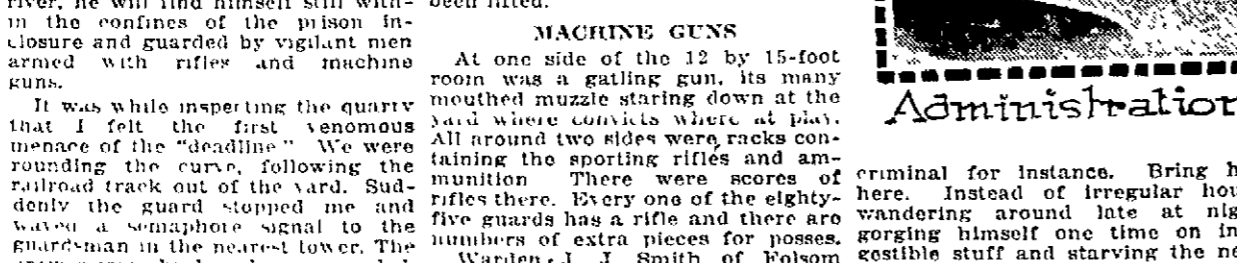 river, he will find himself still with-
in the confines of the prison in-
closure and guarded by vigilant men
armed with rifles and machine
guns.
It was while inspecting the quarry
that I felt the first venomous
menace of the "deadline" We were
rounding the curve, following the
railroad track out of the yard. Sud-
denly the guard stopped me and
waved a semaphore signal to the
guardsman in the nearest tower. The
been lifted.
MACHINE GUNS
At one side of the 12 by 15-foot
room was a gatling gun, its many
mouthed muzzle staring down at the
yard where convicts where at play.
All around two sides were racks con-
taining the sporting rifles and am-
munition There were scores of
rifles there. Every one of the eighty-
five guards has a rifle and there are
numbers of extra pieces for posses.
Warden J. J. Smith of Folsom
Administration
criminal for instance. Bring h
here. Instead of irregular hou
wandering around late at nig
gorging himself one time on in
gestible stuff and starving the ne